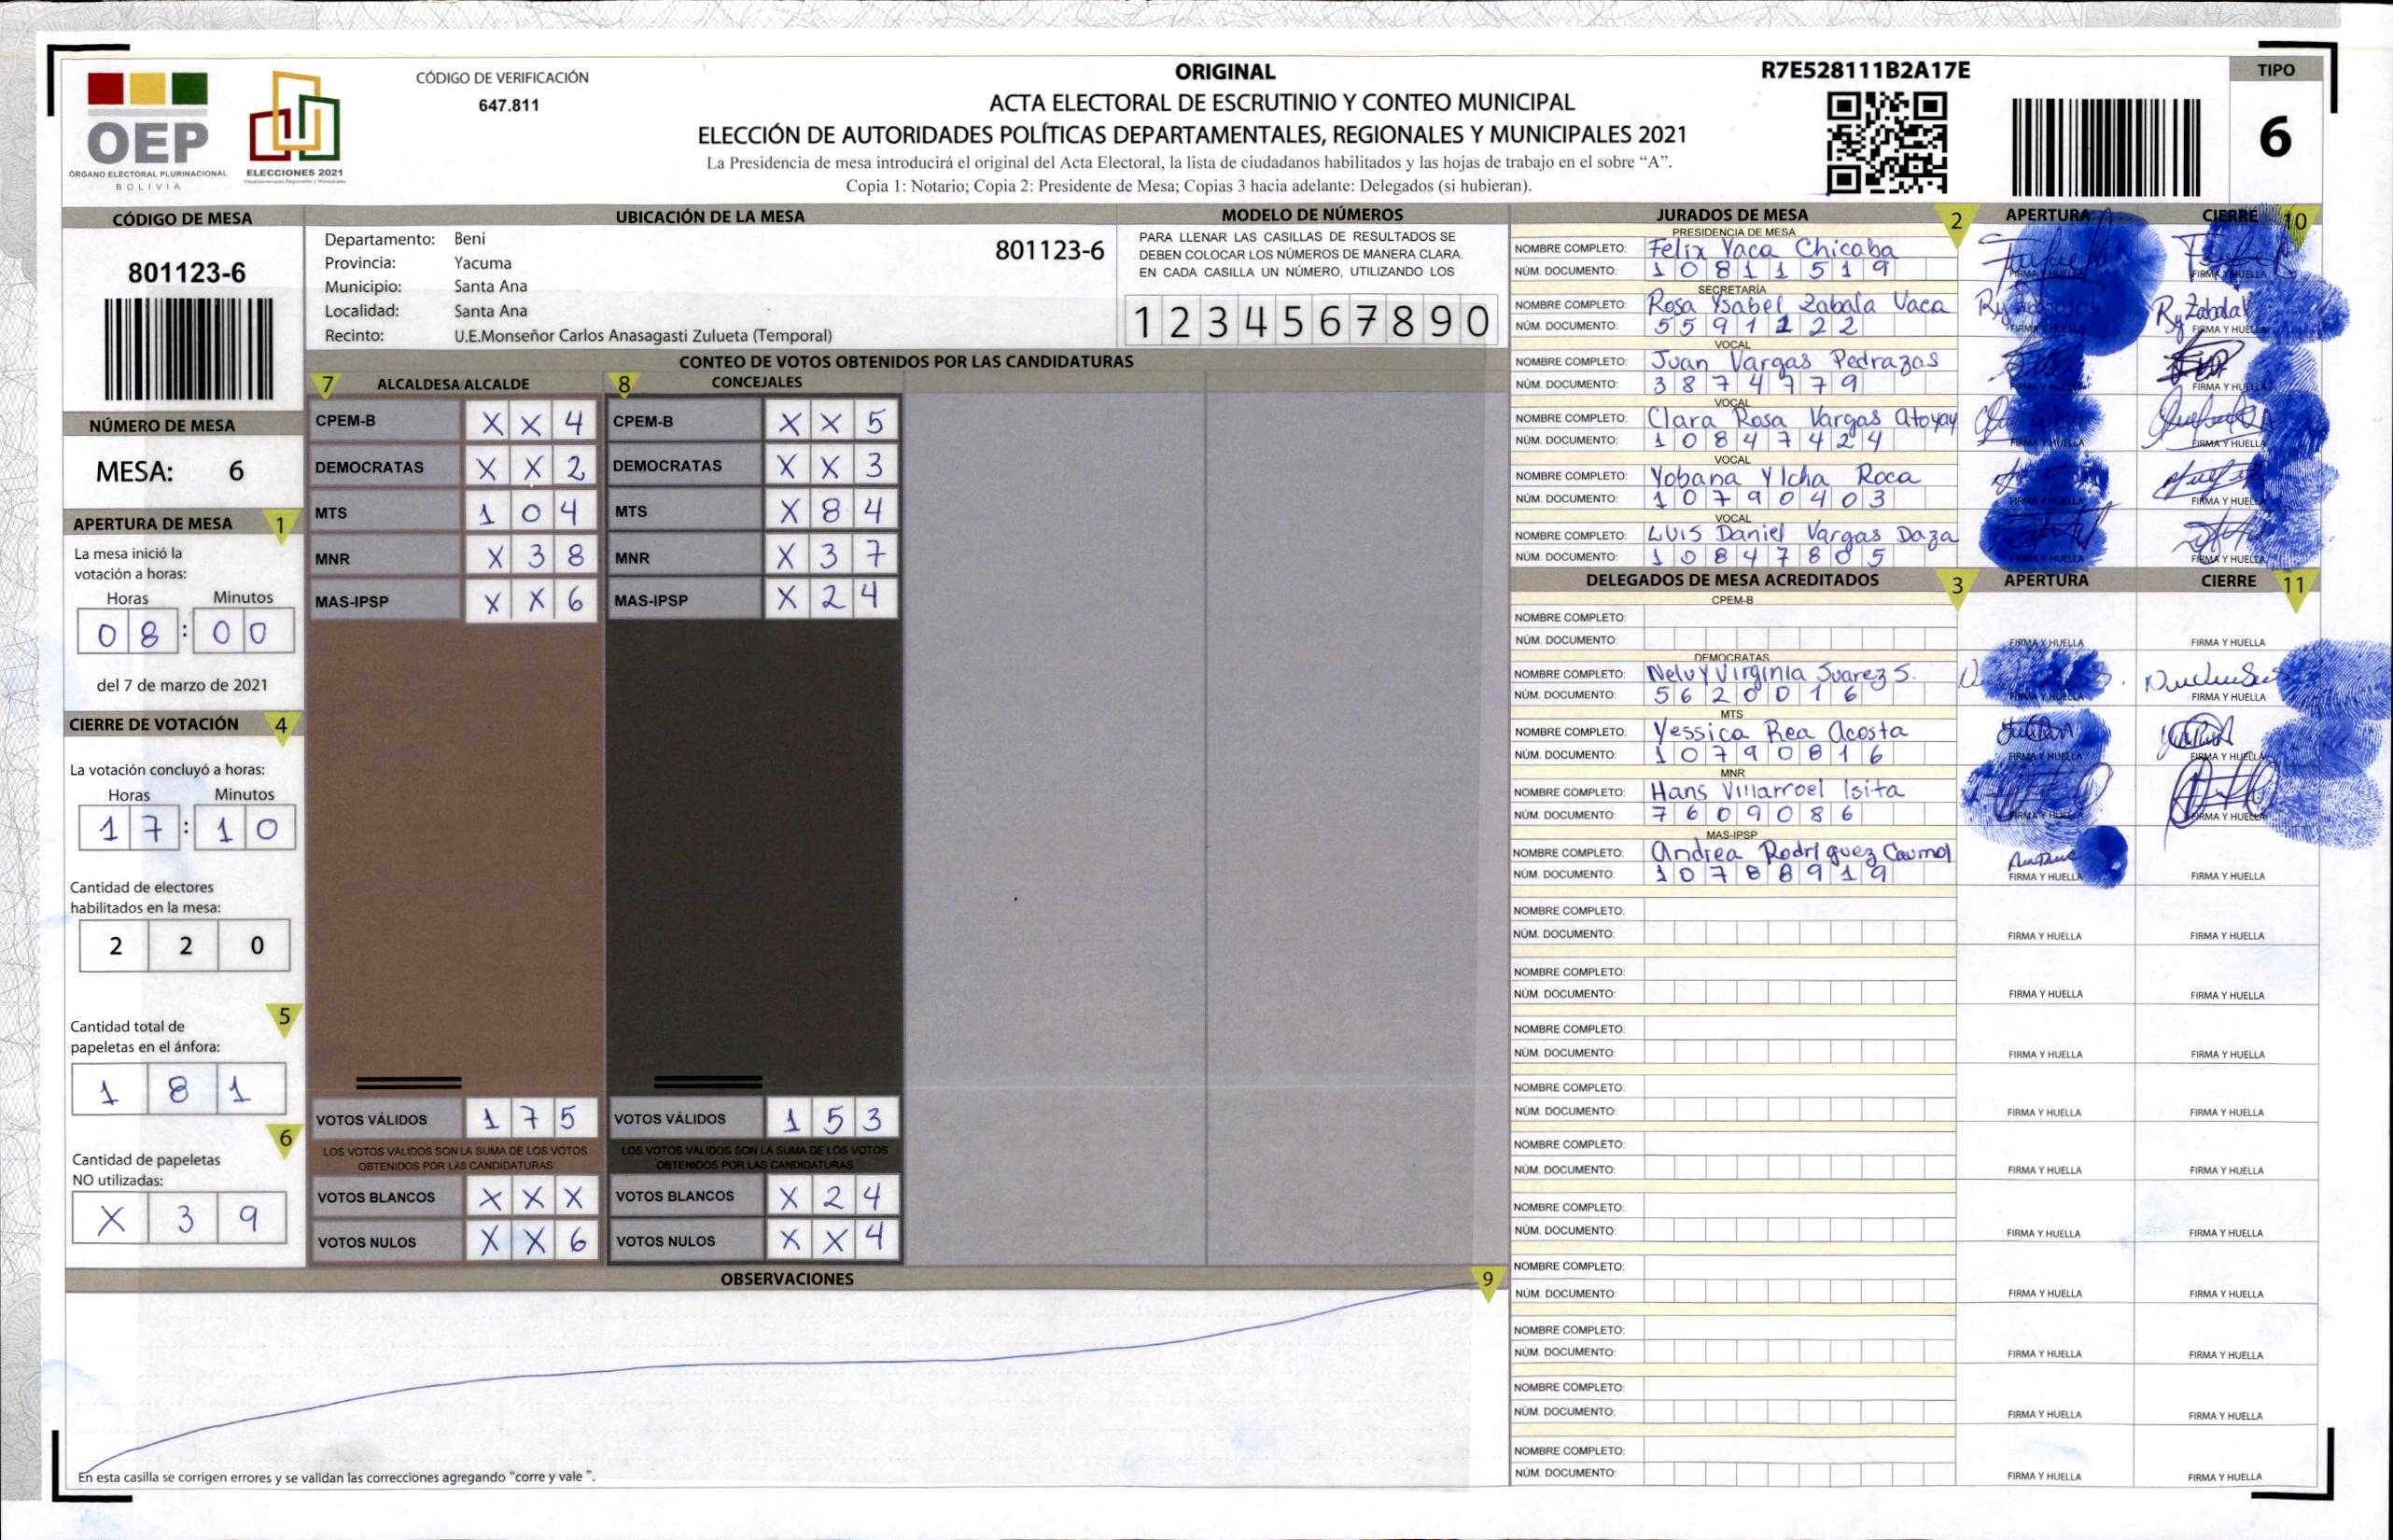 OEP
ÓRGANO ELECTORAL PLURINACIONAL
BOLIVIA
ELECCIONES 2021
CÓDIGO DE VERIFICACIÓN
647.811
ORIGINAL
ACTA ELECTORAL DE ESCRUTINIO Y CONTEO MUNICIPAL
ELECCIÓN DE AUTORIDADES POLÍTICAS DEPARTAMENTALES, REGIONALES Y MUNICIPALES 2021
La Presidencia de mesa introducirá el original del Acta Electoral, la lista de ciudadanos habilitados y las hojas de trabajo en el sobre “A”.
Copia 1: Notario; Copia 2: Presidente de Mesa; Copias 3 hacia adelante: Delegados (si hubieran).
R7E528111B2A17E
TIPO
6
CÓDIGO DE MESA
801123-6
NÚMERO DE MESA
MESA: 6
APERTURA DE MESA 1
La mesa inició la
votación a horas:
Horas Minutos
0 8 : 0 0
del 7 de marzo de 2021
CIERRE DE VOTACIÓN 4
La votación concluyó a horas:
Horas Minutos
1 7 : 1 0
Cantidad de electores
habilitados en la mesa:
2 2 0
5
Cantidad total de
papeletas en el ánfora:
1 8 1
6
Cantidad de papeletas
NO utilizadas:
X 3 9
UBICACIÓN DE LA MESA
Departamento: Beni
801123-6
Provincia: Yacuma
Municipio: Santa Ana
Localidad: Santa Ana
Recinto: U.E.Monseñor Carlos Anasagasti Zulueta (Temporal)
MODELO DE NÚMEROS
PARA LLENAR LAS CASILLAS DE RESULTADOS SE
DEBEN COLOCAR LOS NÚMEROS DE MANERA CLARA.
EN CADA CASILLA UN NÚMERO, UTILIZANDO LOS
1 2 3 4 5 6 7 8 9 0
CONTEO DE VOTOS OBTENIDOS POR LAS CANDIDATURAS
7 ALCALDESA/ALCALDE
CPEM-B X X 4
DEMOCRATAS X X 2
MTS 1 0 4
MNR X 3 8
MAS-IPSP X X 6
VOTOS VÁLIDOS 1 7 5
LOS VOTOS VÁLIDOS SON LA SUMA DE LOS VOTOS
OBTENIDOS POR LAS CANDIDATURAS
VOTOS BLANCOS X X X
VOTOS NULOS X X 6
8 CONCEJALES
CPEM-B X X 5
DEMOCRATAS X X 3
MTS X 8 4
MNR X 3 7
MAS-IPSP X 2 4
VOTOS VÁLIDOS 1 5 3
LOS VOTOS VÁLIDOS SON LA SUMA DE LOS VOTOS
OBTENIDOS POR LAS CANDIDATURAS
VOTOS BLANCOS X 2 4
VOTOS NULOS X X 4
OBSERVACIONES 9
En esta casilla se corrigen errores y se validan las correcciones agregando “corre y vale ”.
JURADOS DE MESA 2 APERTURA CIERRE 10
PRESIDENCIA DE MESA
NOMBRE COMPLETO: Felix Vaca Chicaba
NÚM. DOCUMENTO: 1 0 8 1 1 5 1 9
FIRMA Y HUELLA FIRMA Y HUELLA
SECRETARÍA
NOMBRE COMPLETO: Rosa Ysabel Zabala Vaca
NÚM. DOCUMENTO: 5 5 9 1 1 2 2
FIRMA Y HUELLA FIRMA Y HUELLA
VOCAL
NOMBRE COMPLETO: Juan Vargas Pedrazas
NÚM. DOCUMENTO: 3 8 7 4 7 7 9
FIRMA Y HUELLA FIRMA Y HUELLA
VOCAL
NOMBRE COMPLETO: Clara Rosa Vargas Atoyay
NÚM. DOCUMENTO: 1 0 8 4 7 4 2 4
FIRMA Y HUELLA FIRMA Y HUELLA
VOCAL
NOMBRE COMPLETO: Yobana Ylcha Roca
NÚM. DOCUMENTO: 1 0 7 9 0 4 0 3
FIRMA Y HUELLA FIRMA Y HUELLA
VOCAL
NOMBRE COMPLETO: LUIS Daniel Vargas Daza
NÚM. DOCUMENTO: 1 0 8 4 7 8 0 5
FIRMA Y HUELLA FIRMA Y HUELLA
DELEGADOS DE MESA ACREDITADOS 3 APERTURA CIERRE 11
CPEM-B
NOMBRE COMPLETO:
NÚM. DOCUMENTO:
FIRMA Y HUELLA FIRMA Y HUELLA
DEMOCRATAS
NOMBRE COMPLETO: Neluy Virginia Suarez S.
NÚM. DOCUMENTO: 5 6 2 0 0 1 6
FIRMA Y HUELLA FIRMA Y HUELLA
MTS
NOMBRE COMPLETO: Yessica Rea Acosta
NÚM. DOCUMENTO: 1 0 7 9 0 8 1 6
FIRMA Y HUELLA FIRMA Y HUELLA
MNR
NOMBRE COMPLETO: Hans Villarroel Isita
NÚM. DOCUMENTO: 7 6 0 9 0 8 6
FIRMA Y HUELLA FIRMA Y HUELLA
MAS-IPSP
NOMBRE COMPLETO: Andrea Rodriguez
NÚM. DOCUMENTO: 1 0 7 8 8 9 1 9
FIRMA Y HUELLA FIRMA Y HUELLA
NOMBRE COMPLETO:
NÚM. DOCUMENTO: FIRMA Y HUELLA FIRMA Y HUELLA
NOMBRE COMPLETO:
NÚM. DOCUMENTO: FIRMA Y HUELLA FIRMA Y HUELLA
NOMBRE COMPLETO:
NÚM. DOCUMENTO: FIRMA Y HUELLA FIRMA Y HUELLA
NOMBRE COMPLETO:
NÚM. DOCUMENTO: FIRMA Y HUELLA FIRMA Y HUELLA
NOMBRE COMPLETO:
NÚM. DOCUMENTO: FIRMA Y HUELLA FIRMA Y HUELLA
NOMBRE COMPLETO:
NÚM. DOCUMENTO: FIRMA Y HUELLA FIRMA Y HUELLA
NOMBRE COMPLETO:
NÚM. DOCUMENTO: FIRMA Y HUELLA FIRMA Y HUELLA
NOMBRE COMPLETO:
NÚM. DOCUMENTO: FIRMA Y HUELLA FIRMA Y HUELLA
NOMBRE COMPLETO:
NÚM. DOCUMENTO: FIRMA Y HUELLA FIRMA Y HUELLA
NOMBRE COMPLETO:
NÚM. DOCUMENTO: FIRMA Y HUELLA FIRMA Y HUELLA